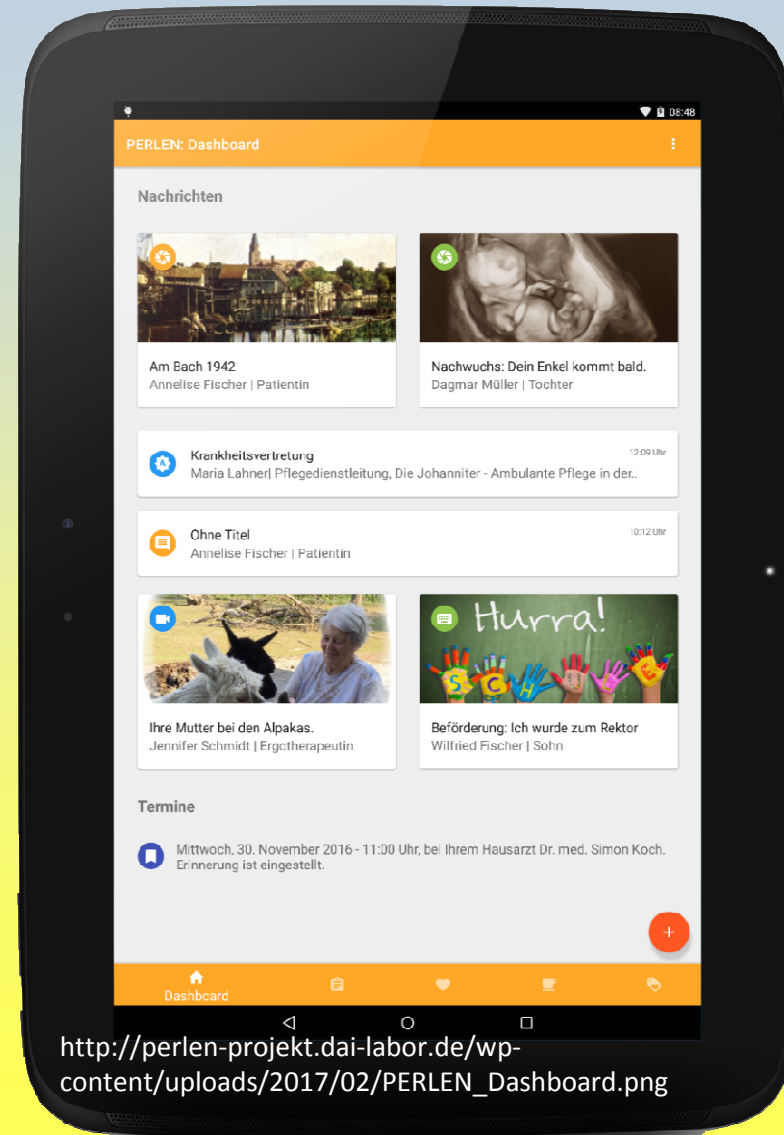 08:48
PERLEN: Dashboard
Nachrichten
Am Bach 1942
Annelise Fischer | Patientin
Nachwuchs: Dein Enkel kommt bald.
Dagmar Müller | Tochter
Krankheitsvertretung
12:09 Uhr
Maria Lahner| Pflegedienstleitung, Die Johanniter - Ambulante Pflege in der..
Ohne Titel
10:12 Uhr
Annelise Fischer | Patientin
Hurra!
SCHULE
Ihre Mutter bei den Alpakas.
Jennifer Schmidt | Ergotherapeutin
Beförderung: Ich wurde zum Rektor
Wilfried Fischer | Sohn
Termine
Mittwoch, 30. November 2016 - 11:00 Uhr, bei Ihrem Hausarzt Dr. med. Simon Koch.
Erinnerung ist eingestellt.
Dashboard
http://perlen-projekt.dai-labor.de/wp-
content/uploads/2017/02/PERLEN_Dashboard.png